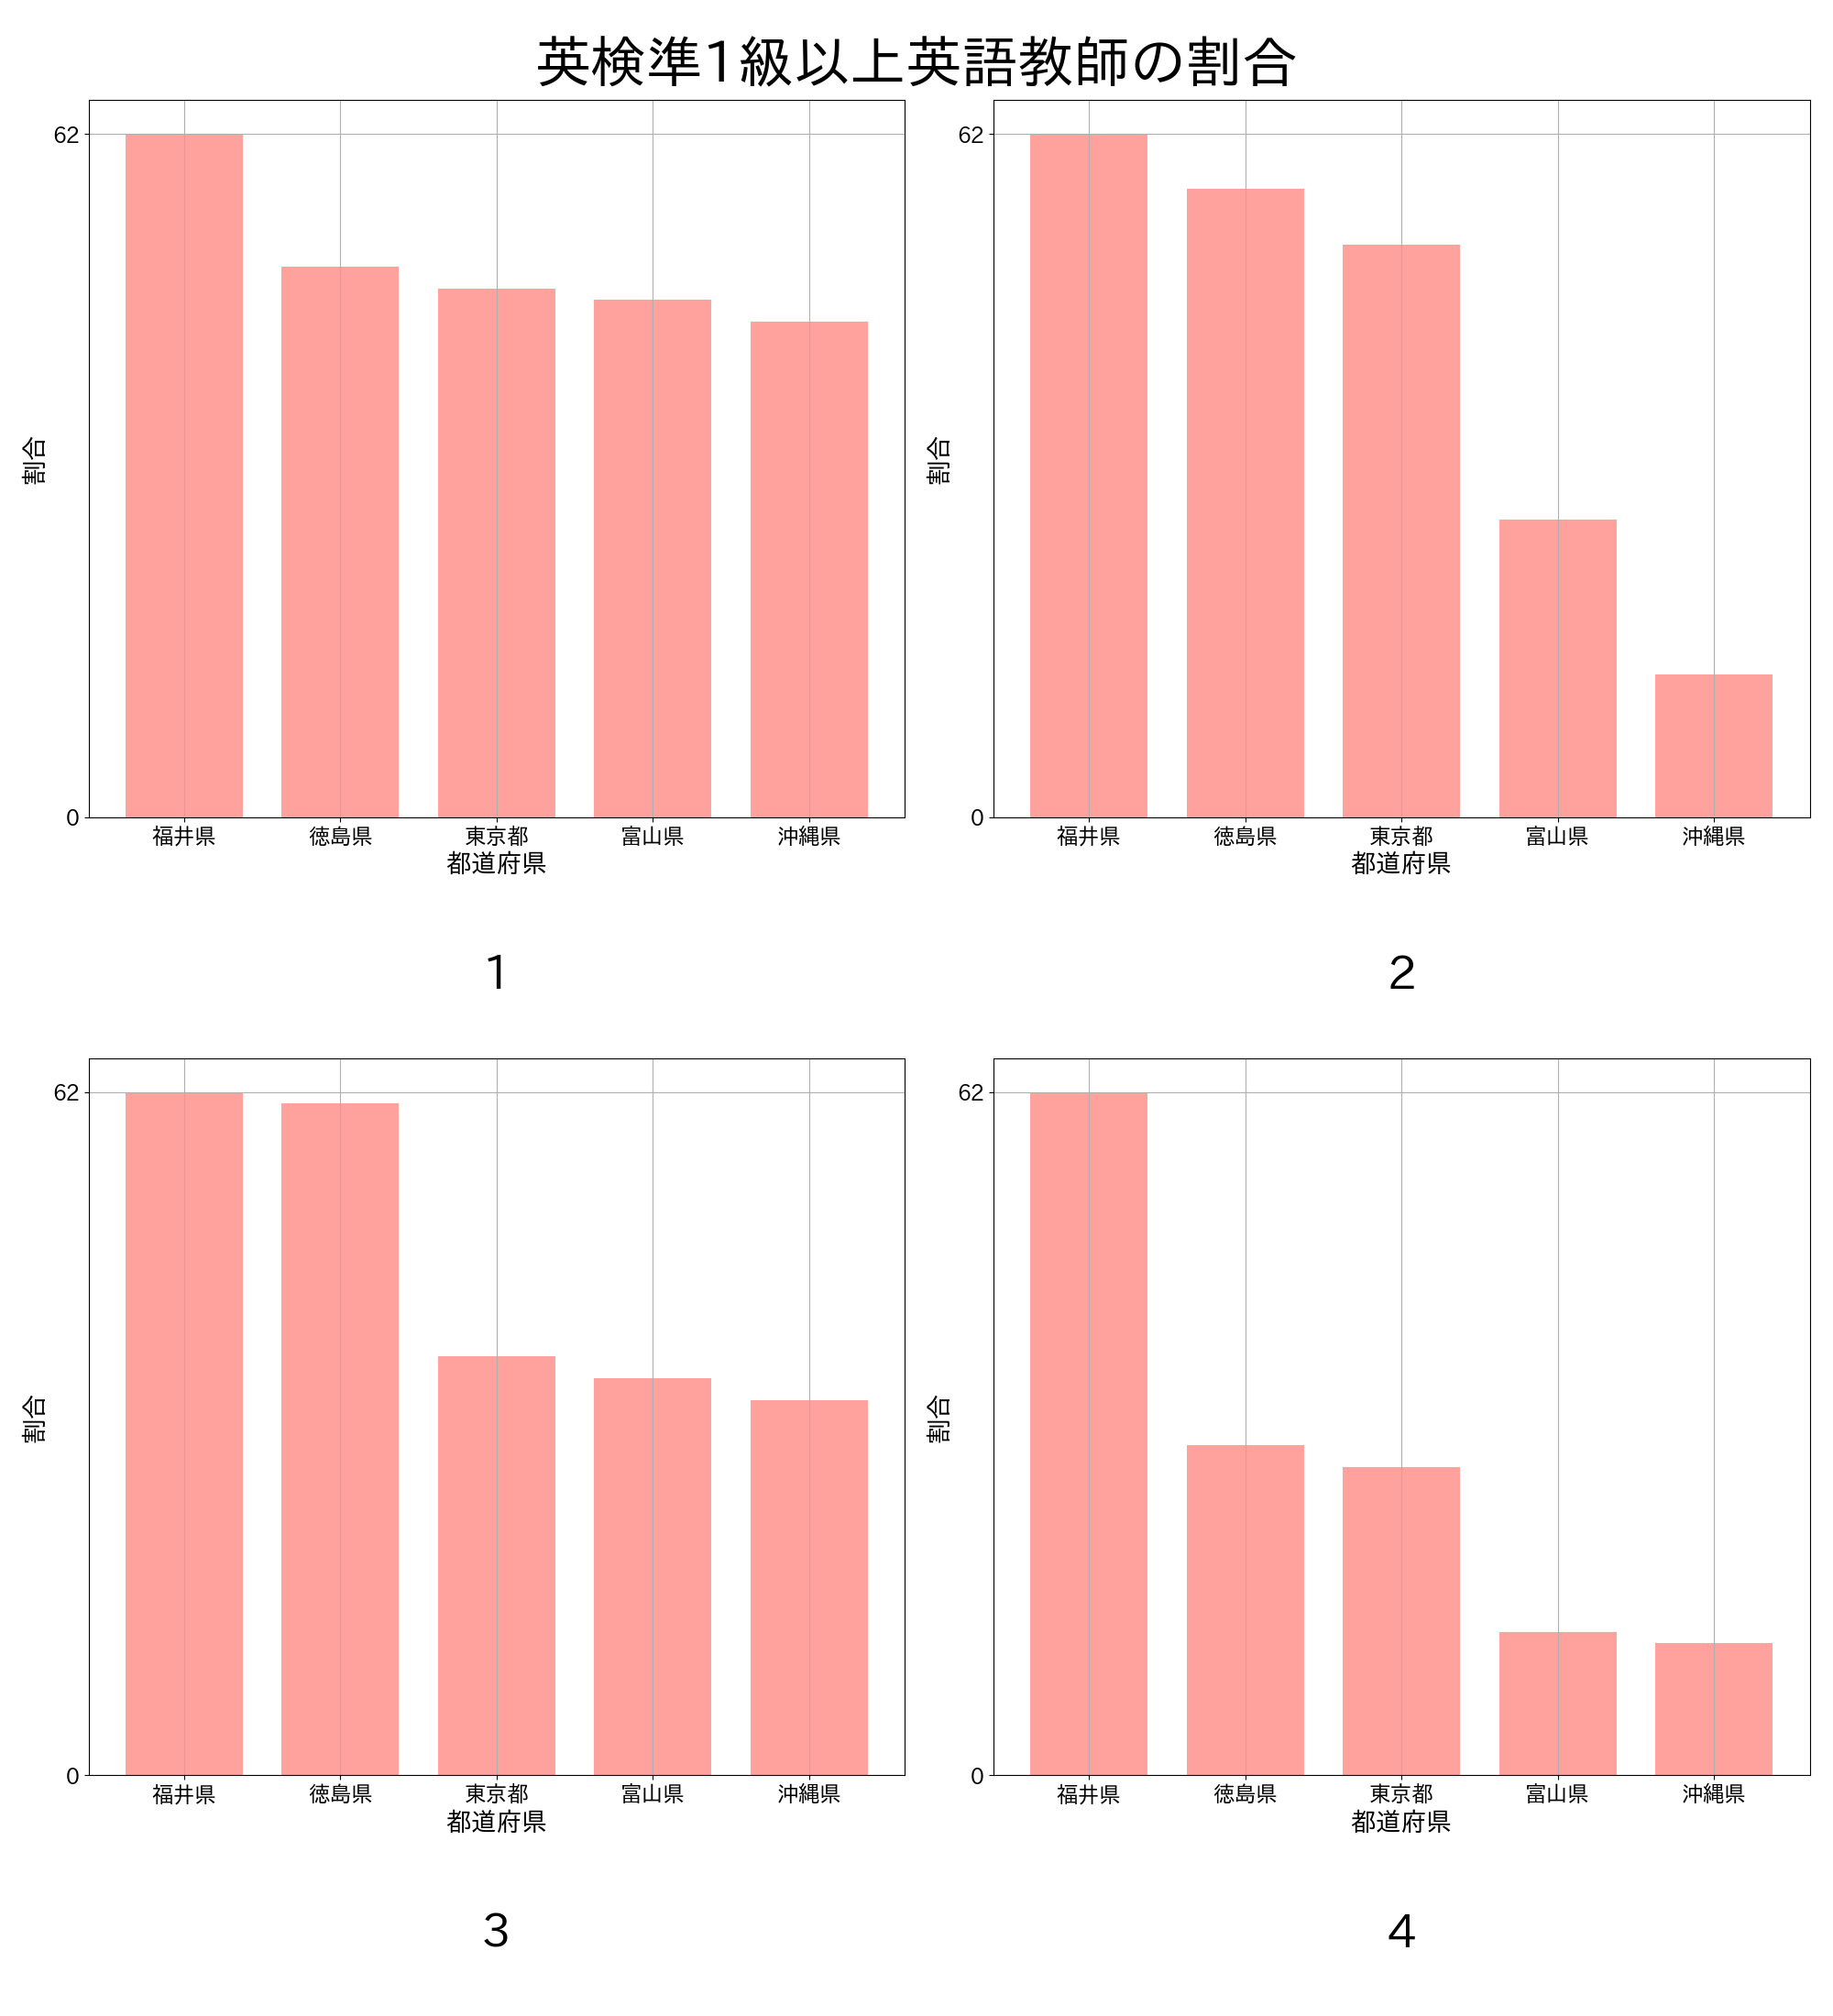 英検準1級以上英語教師の割合
62
0
割合
福井県 徳島県 東京都 富山県 沖縄県
都道府県
1
62
0
割合
福井県 徳島県 東京都 富山県 沖縄県
都道府県
2
62
0
割合
福井県 徳島県 東京都 富山県 沖縄県
都道府県
3
62
0
割合
福井県 徳島県 東京都 富山県 沖縄県
都道府県
4